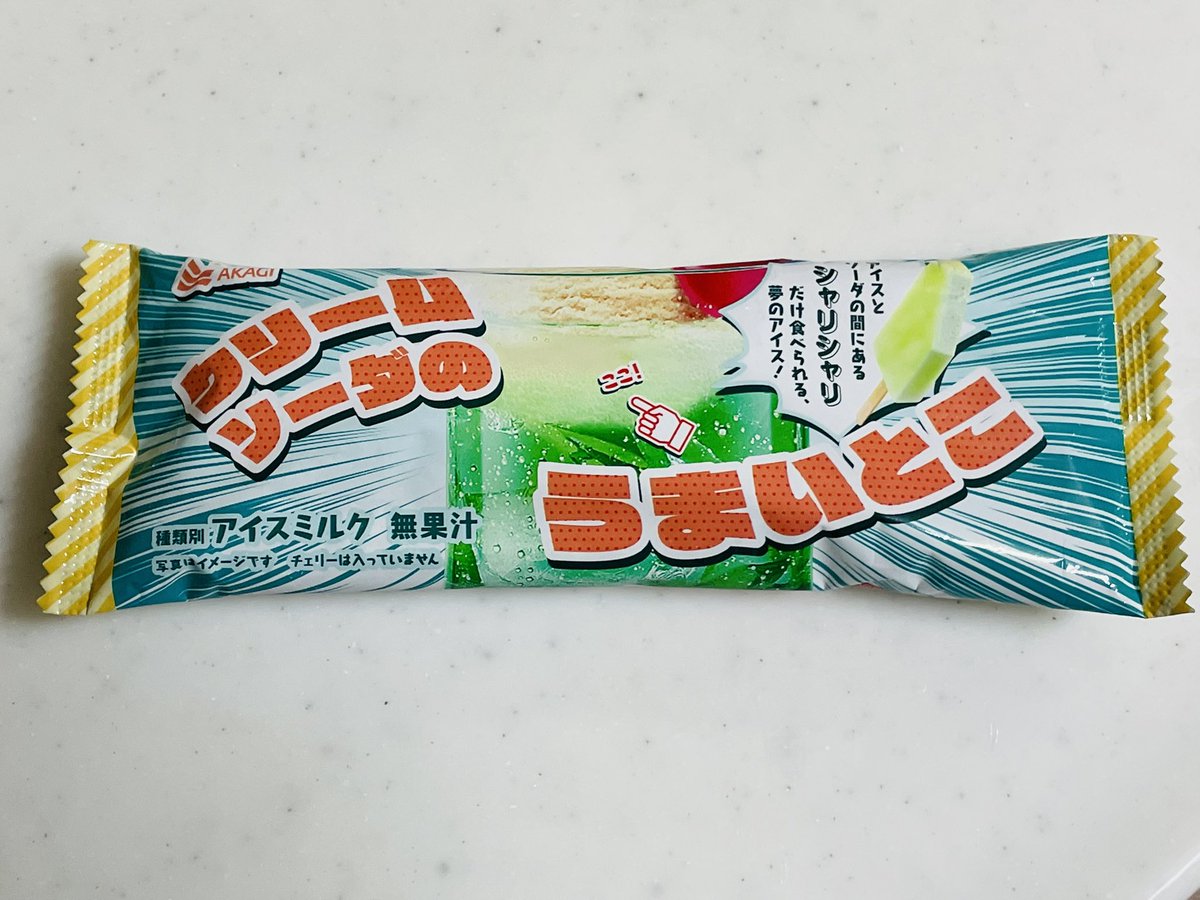 AKAGI
クリーム
ソーダの
うまいとこ
ここ!
アイスと
ソーダの間にある
シャリシャリ
だけ食べられる、
夢のアイス!
種類別 アイスミルク 無果汁
写真はイメージです チェリーは入っていません